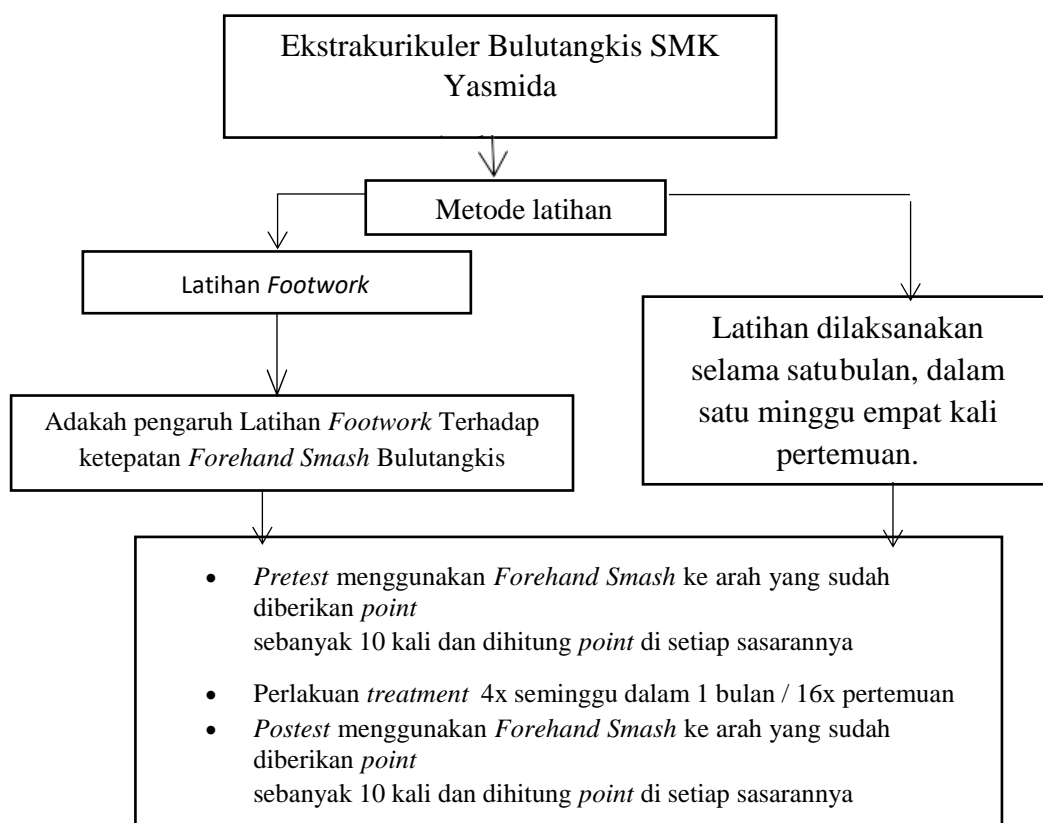 Ekstrakurikuler Bulutangkis SMK
Yasmida
Metode latihan
Latihan Footwork
Adakah pengaruh Latihan Footwork Terhadap
ketepatan Forehand Smash Bulutangkis
Latihan dilaksanakan
selama satubulan, dalam
satu minggu empat kali
pertemuan.
• Pretest menggunakan Forehand Smash ke arah yang sudah
diberikan point
sebanyak 10 kali dan dihitung point di setiap sasarannya
• Perlakuan treatment 4x seminggu dalam 1 bulan / 16x pertemuan
• Postest menggunakan Forehand Smash ke arah yang sudah
diberikan point
sebanyak 10 kali dan dihitung point di setiap sasarannya